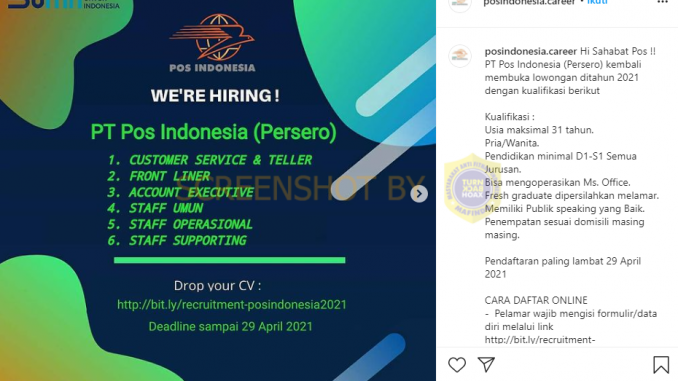 INDONESIA
POS INDONESIA
WE'RE HIRING !
PT Pos Indonesia (Persero)
1. CUSTOMER SERVICE & TELLER
2. FRONT LINER
3. ACCOUNT EXECUTIVE
4. STAFF UMUN
5. STAFF OPERASIONAL
6. STAFF SUPPORTING
SCREENSHOT BY
Drop your CV :
http://bit.ly/recruitment-posindonesia2021
Deadline sampai 29 April 2021
posindonesia.career • Ikuti
posindonesia.career Hi Sahabat Pos !!
PT Pos Indonesia (Persero) kembali
membuka lowongan ditahun 2021
dengan kualifikasi berikut
Kualifikasi :
Usia maksimal 31 tahun.
Pria/Wanita.
Pendidikan minimal D1-S1 Semua
Jurusan.
Bisa mengoperasikan Ms. Office.
Fresh graduate dipersilahkan melamar.
Memiliki Publik speaking yang Baik.
Penempatan sesuai domisili masing
masing.
Pendaftaran paling lambat 29 April
2021
CARA DAFTAR ONLINE
- Pelamar wajib mengisi formulir/data
diri melalui link
http://bit.ly/recruitment-
TURN
BACK
HOAX